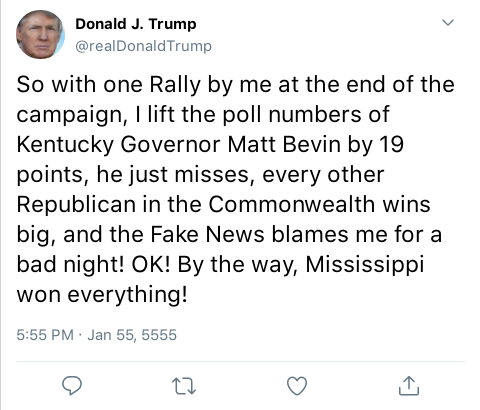 Donald J. Trump
@realDonaldTrump
So with one Rally by me at the end of the
campaign, I lift the poll numbers of
Kentucky Governor Matt Bevin by 19
points, he just misses, every other
Republican in the Commonwealth wins
big, and the Fake News blames me for a
bad night! OK! By the way, Mississippi
won everything!
5:55 PM · Jan 55, 5555